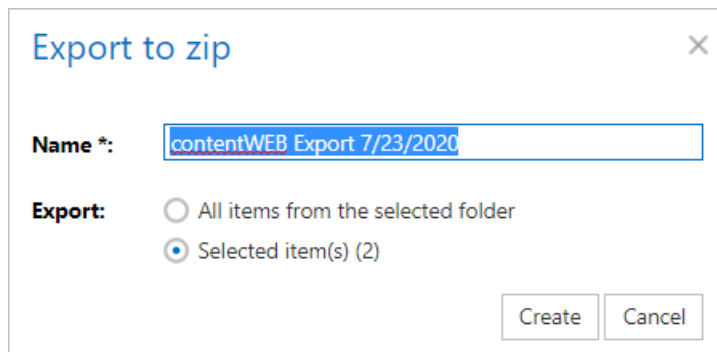 Export to zip
Name *: contentWEB Export 7/23/2020
Export: All items from the selected folder
Selected item(s) (2)
Create Cancel